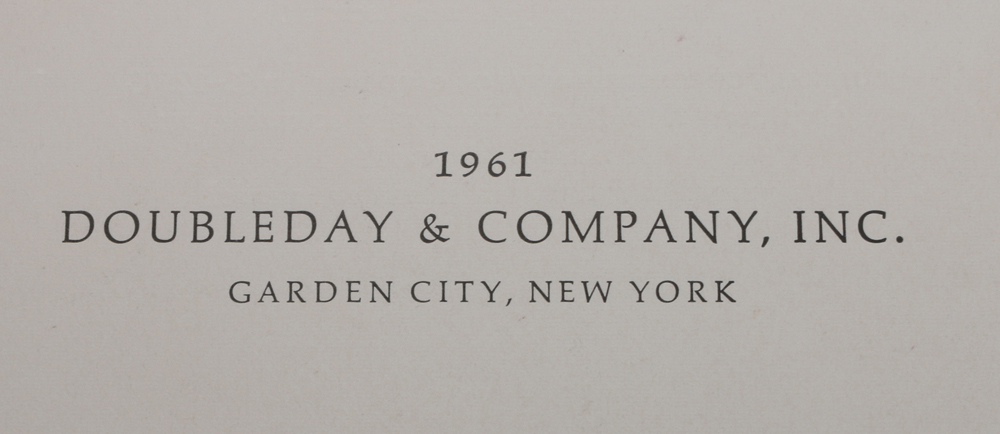 1961
DOUBLEDAY & COMPANY, INC.
GARDEN CITY, NEW YORK